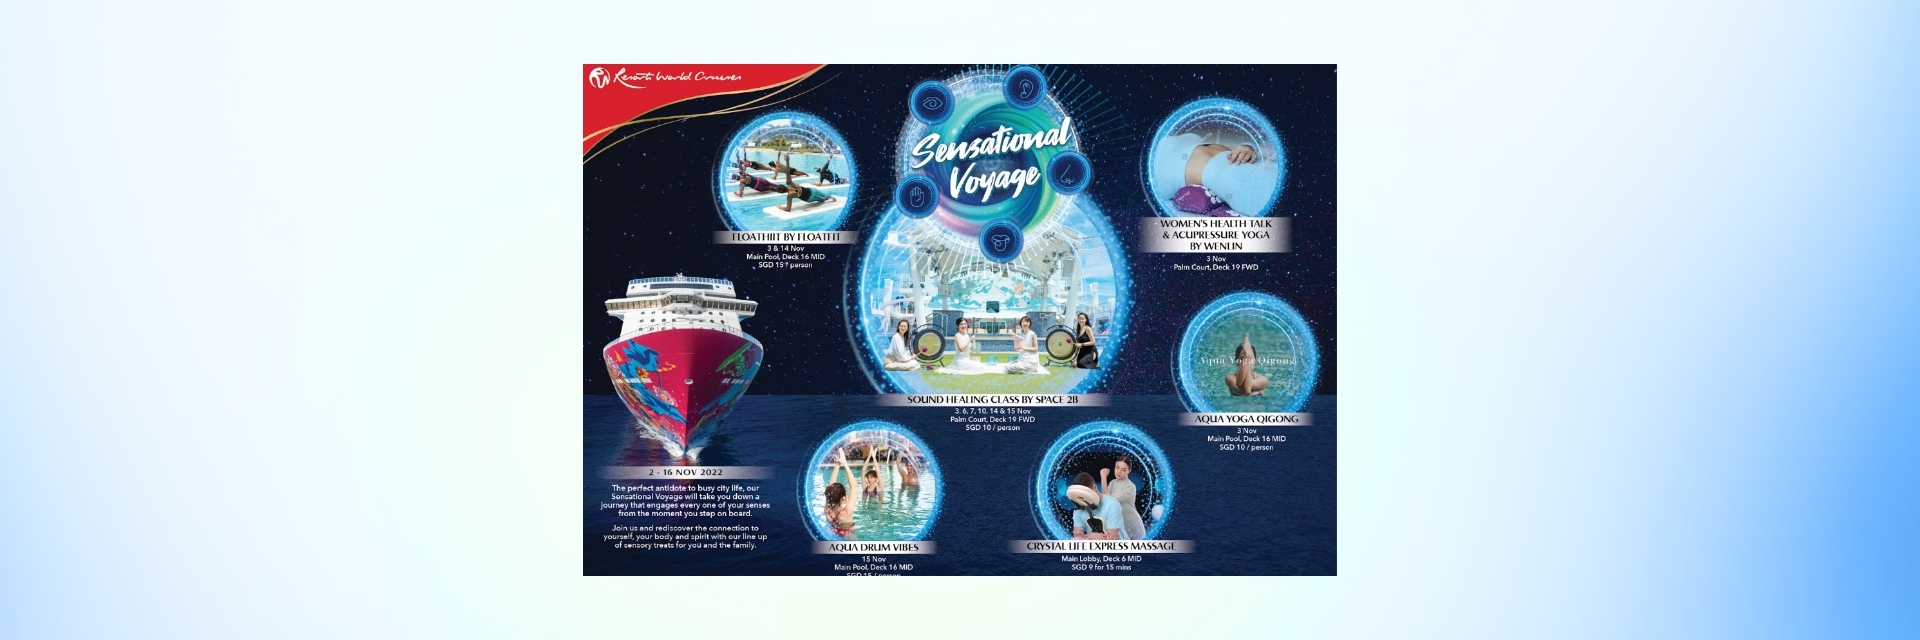 Resorts World Cruises
Sensational
Voyage
FLOATHIIT BY FLOATFIT
3 & 14 Nov
Main Pool, Deck 16 MID
SGD 15 / person
WOMEN'S HEALTH TALK
& ACUPRESSURE YOGA
BY WENLIN
3 Nov
Palm Court, Deck 19 FWD
SOUND HEALING CLASS BY SPACE 2B
3, 6, 7, 10, 14 & 15 Nov
Palm Court, Deck 19 FWD
SGD 10 / person
Aqua Yoga Qigong
AQUA YOGA QIGONG
3 Nov
Main Pool, Deck 16 MID
SGD 10 / person
2 - 16 NOV 2022
The perfect antidote to busy city life, our
Sensational Voyage will take you down a
journey that engages every one of your senses
from the moment you step on board.
Join us and rediscover the connection to
yourself, your body and spirit with our line up
of sensory treats for you and the family.
AQUA DRUM VIBES
15 Nov
Main Pool, Deck 16 MID
SGD 15 / person
CRYSTAL LIFE EXPRESS MASSAGE
Main Lobby, Deck 6 MID
SGD 9 for 15 mins